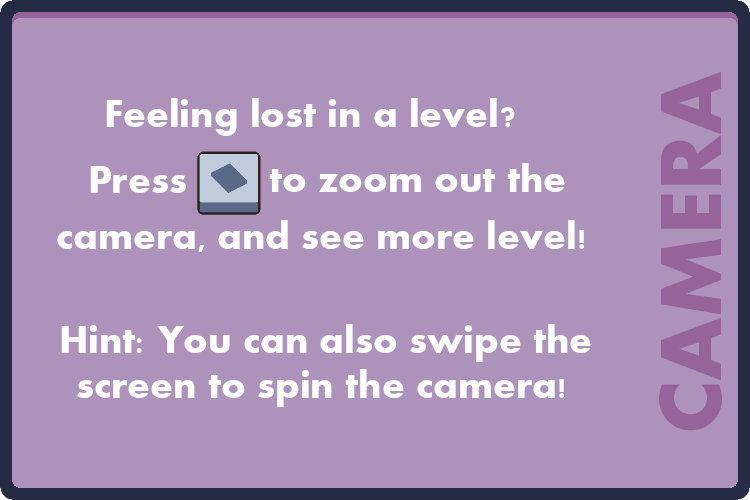 Feeling lost in a level?
Press to zoom out the
camera, and see more level!
Hint: You can also swipe the
screen to spin the camera!
CAMERA